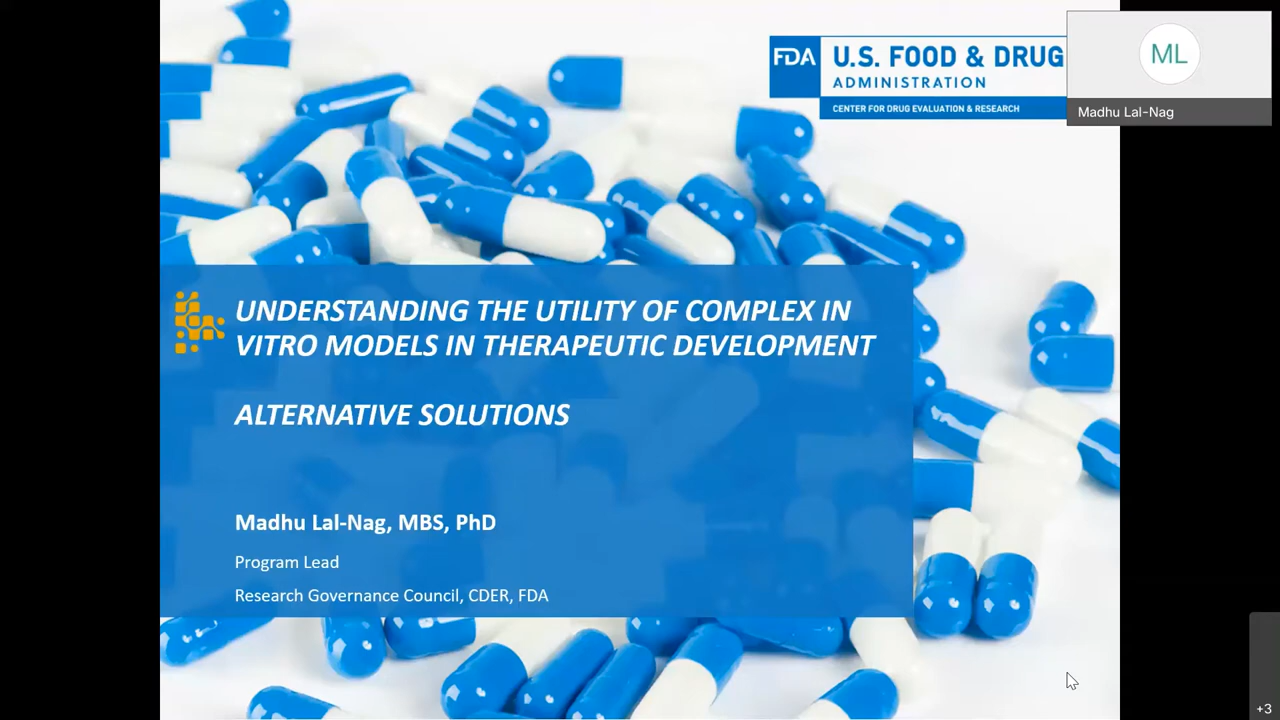 FDA
U.S. FOOD & DRUG
ADMINISTRATION
CENTER FOR DRUG EVALUATION & RESEARCH
ML
Madhu Lal-Nag
UNDERSTANDING THE UTILITY OF COMPLEX IN
VITRO MODELS IN THERAPEUTIC DEVELOPMENT
ALTERNATIVE SOLUTIONS
Madhu Lal-Nag, MBS, PhD
Program Lead
Research Governance Council, CDER, FDA
+3